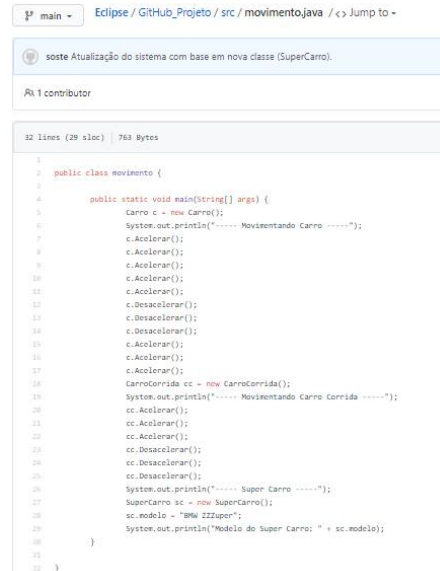 main
Eclipse / GitHub_Projeto / src / movimento.java / <> Jump to
soste Atualização do sistema com base em nova classe (SuperCarro).
1 contributor
32 lines (29 sloc) 763 Bytes
1
2 public class movimento {
3
4 public static void main(String[] args) {
5 Carro c = new Carro();
6 System.out.println("----- Movimentando Carro -----");
7 c.Acelerar();
8 c.Acelerar();
9 c.Acelerar();
10 c.Acelerar();
11 c.Acelerar();
12 c.Desacelerar();
13 c.Desacelerar();
14 c.Desacelerar();
15 c.Acelerar();
16 c.Acelerar();
17 c.Acelerar();
18 CarroCorrida cc = new CarroCorrida();
19 System.out.println("----- Movimentando Carro Corrida -----");
20 cc.Acelerar();
21 cc.Acelerar();
22 cc.Acelerar();
23 cc.Desacelerar();
24 cc.Desacelerar();
25 cc.Desacelerar();
26 System.out.println("----- Super Carro -----");
27 SuperCarro sc = new SuperCarro();
28 sc.modelo = "BMW ZZZuper";
29 System.out.println("Modelo do Super Carro: " + sc.modelo);
30 }
31
32 }